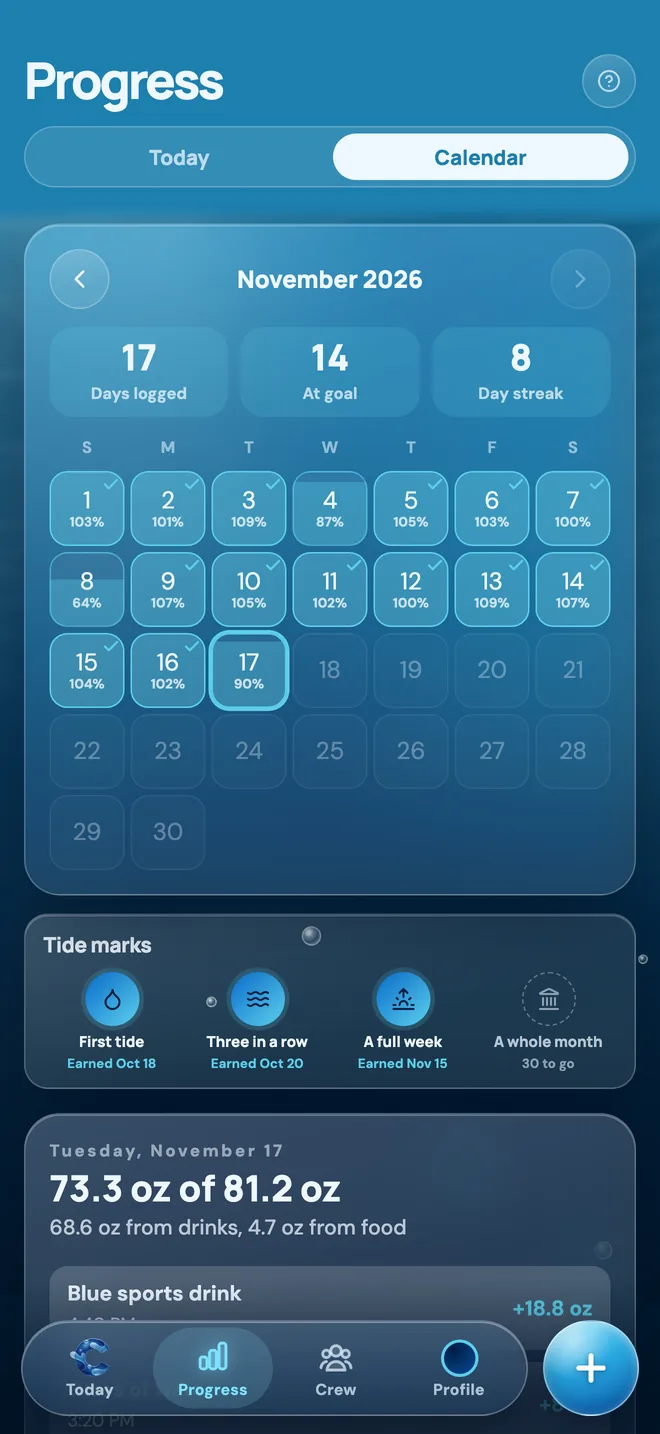 Progress
Today
Calendar
November 2026
17
14
8
Days logged
At goal
Day streak
S M T W T F S
1 2 3 4 5 6 7
103% 101% 109% 87% 105% 103% 100%
8 9 10 11 12 13 14
64% 107% 105% 102% 100% 109% 107%
15 16 17 18 19 20 21
104% 102% 90%
22 23 24 25 26 27 28
29 30
Tide marks
First tide
Three in a row
A full week
A whole month
Earned Oct 18
Earned Oct 20
Earned Nov 15
30 to go
Tuesday, November 17
73.3 oz of 81.2 oz
68.6 oz from drinks, 4.7 oz from food
Blue sports drink
+18.8 oz
Today
Progress
Crew
Profile
3:20 PM